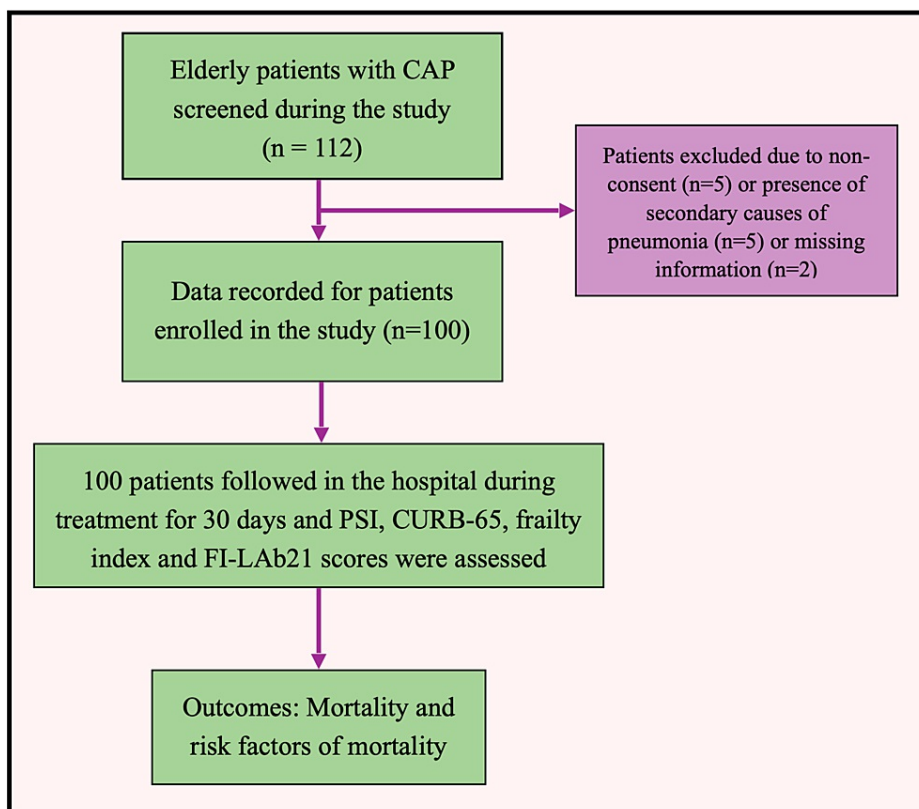 Elderly patients with CAP
screened during the study
(n = 112)
Patients excluded due to non-
consent (n=5) or presence of
secondary causes of
pneumonia (n=5) or missing
information (n=2)
Data recorded for patients
enrolled in the study (n=100)
100 patients followed in the hospital during
treatment for 30 days and PSI, CURB-65, frailty
index and FI-LAb21 scores were assessed
Outcomes: Mortality and
risk factors of mortality